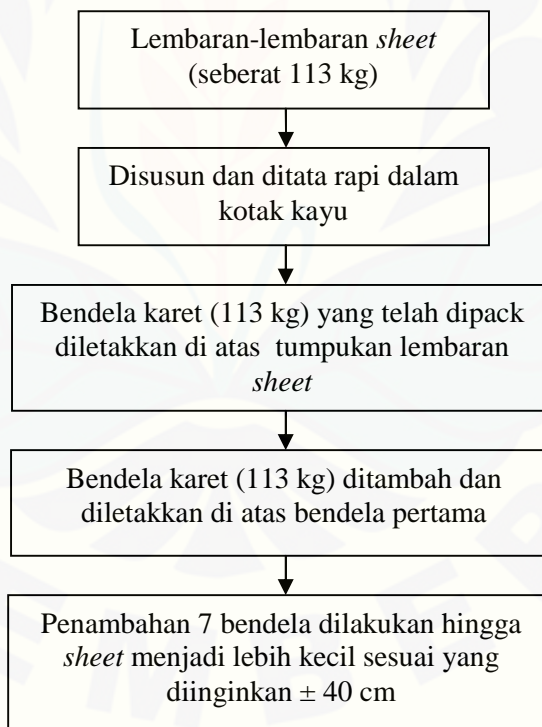 Lembaran-lembaran sheet
(seberat 113 kg)
Disusun dan ditata rapi dalam
kotak kayu
Bendela karet (113 kg) yang telah dipack
diletakkan di atas tumpukan lembaran
sheet
Bendela karet (113 kg) ditambah dan
diletakkan di atas bendela pertama
Penambahan 7 bendela dilakukan hingga
sheet menjadi lebih kecil sesuai yang
diinginkan ± 40 cm